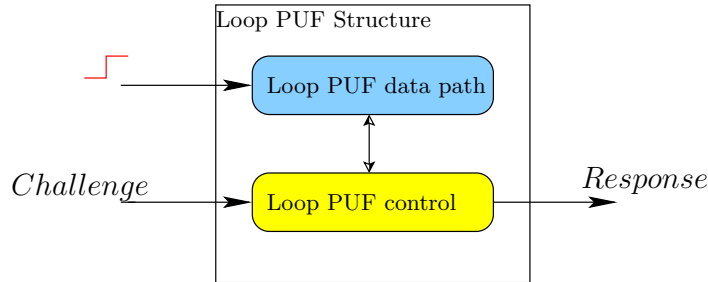 Loop PUF Structure
Loop PUF data path
Challenge
Loop PUF control
Response